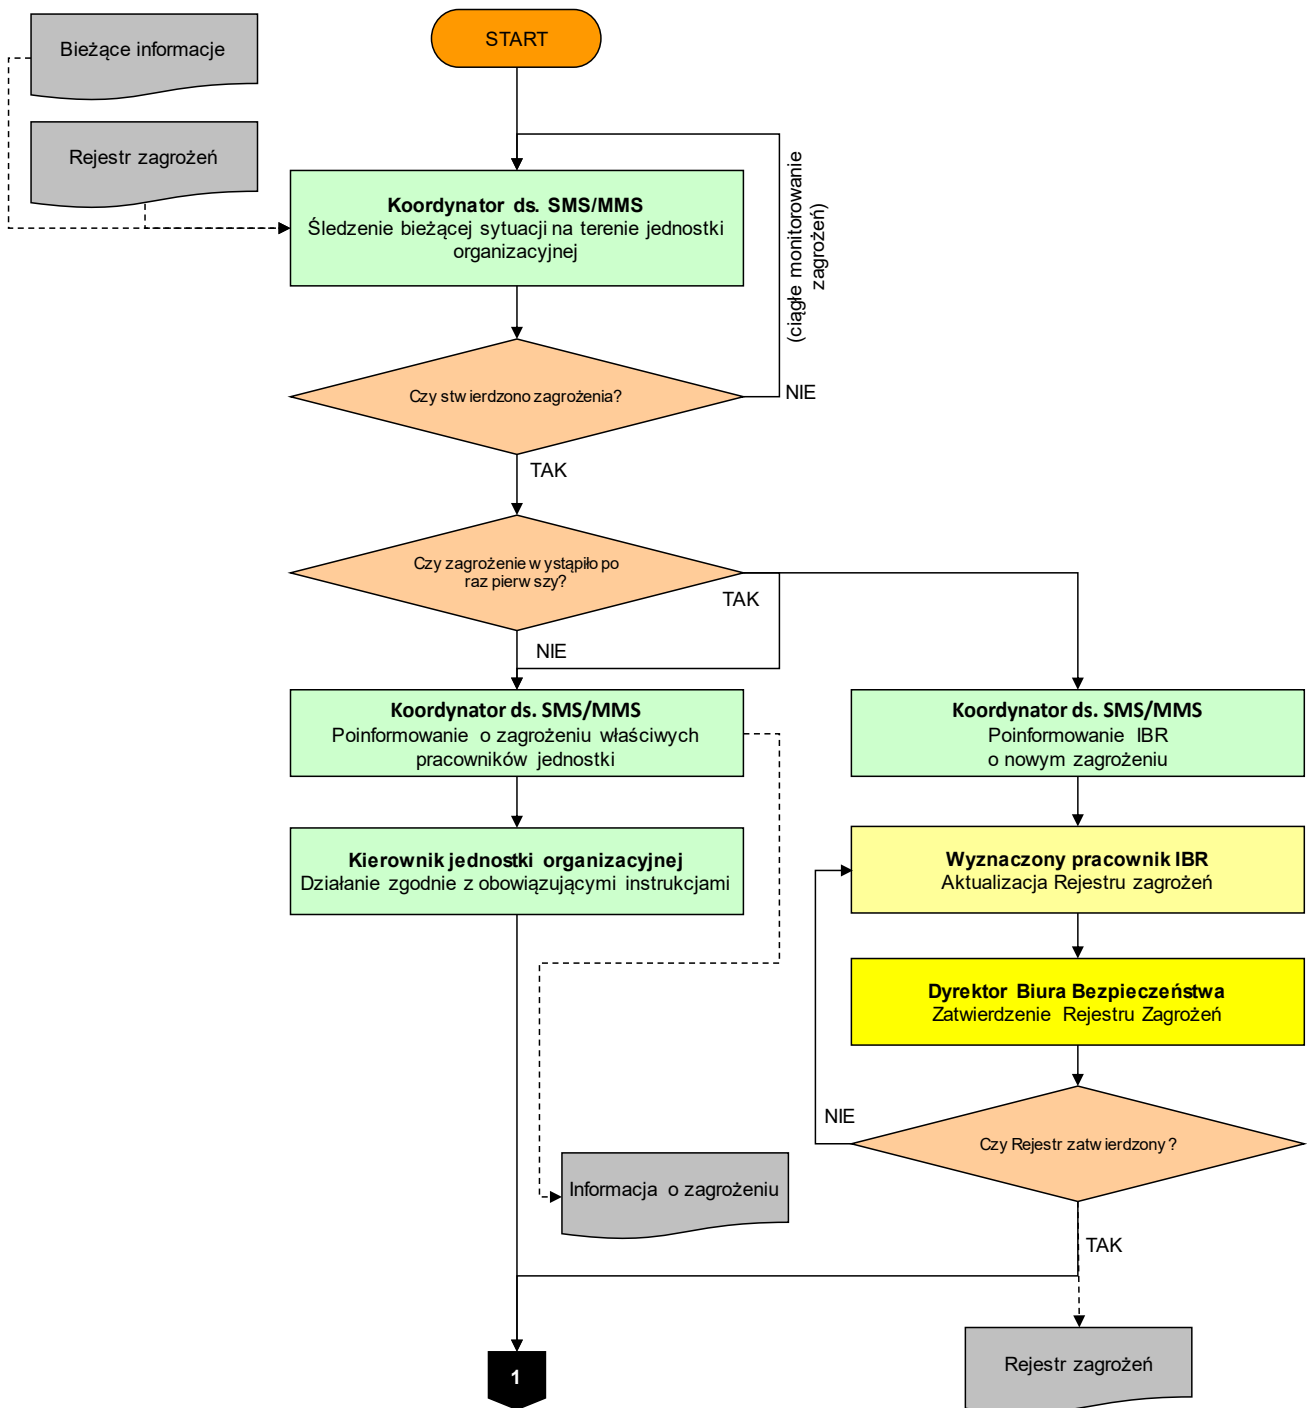 Bieżące informacje
START
Rejestr zagrożeń
Koordynator ds. SMS/MMS
Śledzenie bieżącej sytuacji na terenie jednostki
organizacyjnej
(ciągłe monitorowanie
zagrożeń)
Czy stwierdzono zagrożenia?
NIE
TAK
Czy zagrożenie wystąpiło po
raz pierwszy?
TAK
NIE
Koordynator ds. SMS/MMS
Poinformowanie o zagrożeniu właściwych
pracowników jednostki
Koordynator ds. SMS/MMS
Poinformowanie IBR
o nowym zagrożeniu
Kierownik jednostki organizacyjnej
Działanie zgodnie z obowiązującymi instrukcjami
Wyznaczony pracownik IBR
Aktualizacja Rejestru zagrożeń
Dyrektor Biura Bezpieczeństwa
Zatwierdzenie Rejestru Zagrożeń
NIE
Czy Rejestr zatwierdzony?
Informacja o zagrożeniu
TAK
1
Rejestr zagrożeń